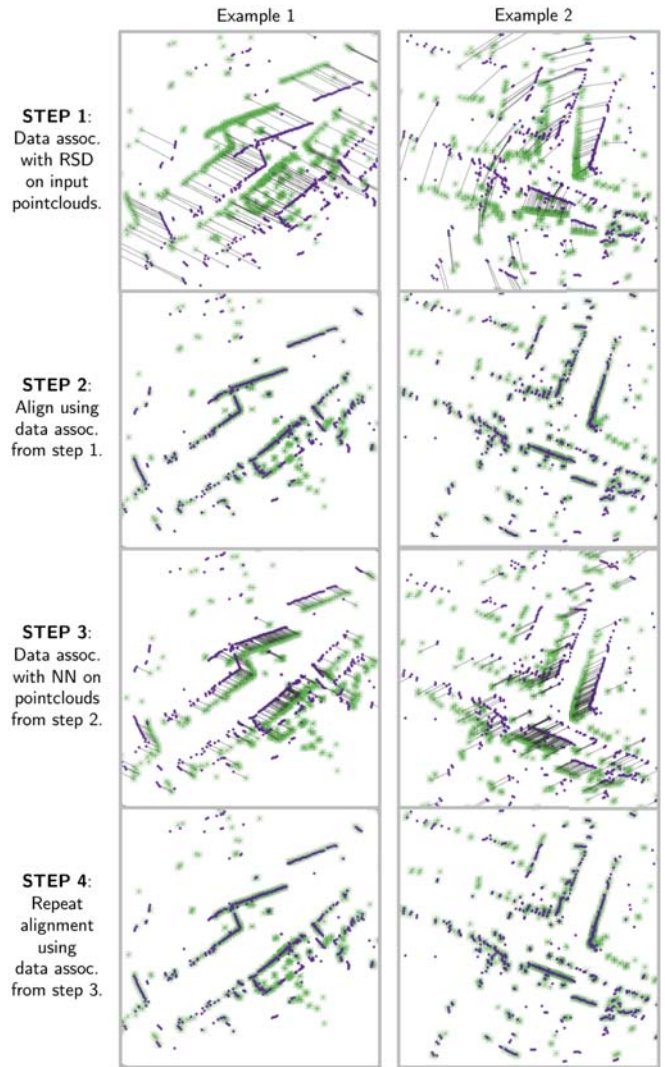 Example 1
Example 2
STEP 1:
Data assoc.
with RSD
on input
pointclouds.
STEP 2:
Align using
data assoc.
from step 1.
STEP 3:
Data assoc.
with NN on
pointclouds
from step 2.
STEP 4:
Repeat
alignment
using
data assoc.
from step 3.